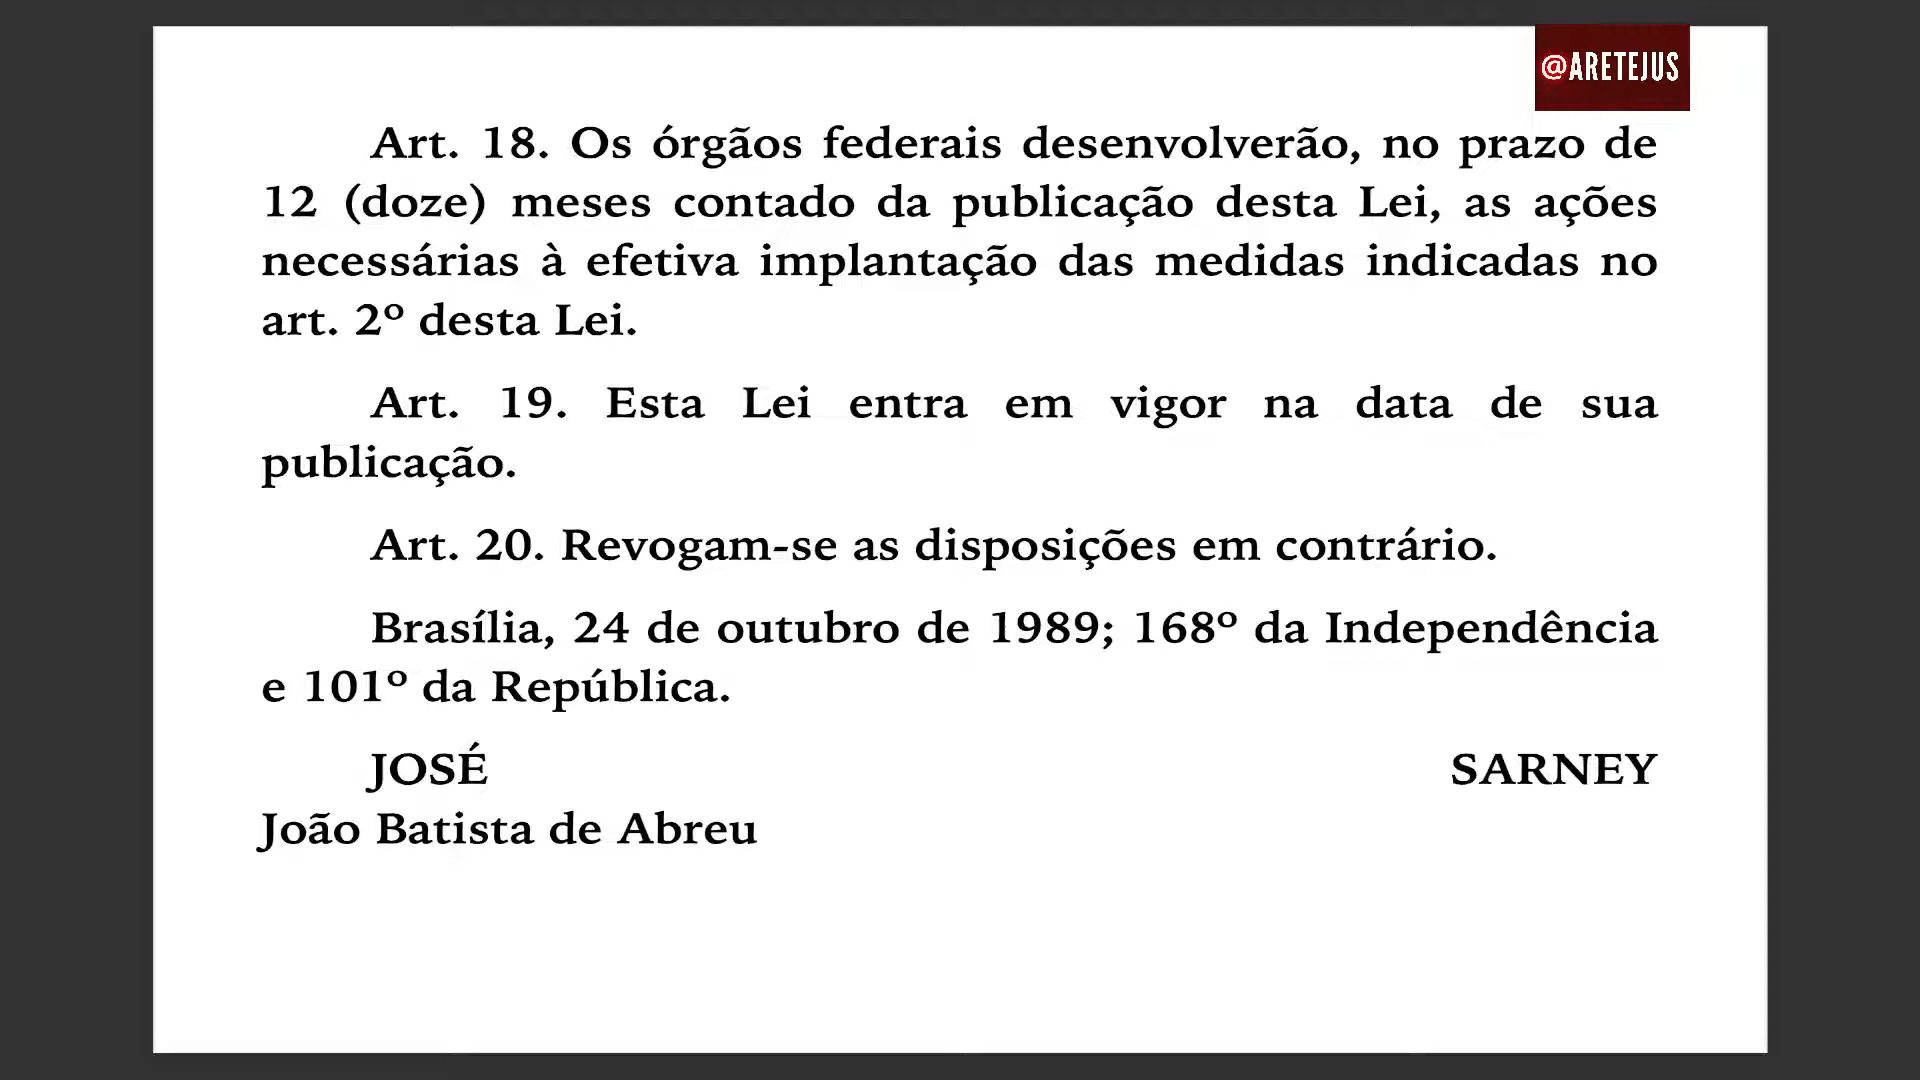 @ARETEJUS
Art. 18. Os órgãos federais desenvolverão, no prazo de
12 (doze) meses contado da publicação desta Lei, as ações
necessárias à efetiva implantação das medidas indicadas no
art. 2º desta Lei.
Art. 19. Esta Lei entra em vigor na data de sua
publicação.
Art. 20. Revogam-se as disposições em contrário.
Brasília, 24 de outubro de 1989; 168º da Independência
e 101º da República.
JOSÉ SARNEY
João Batista de Abreu